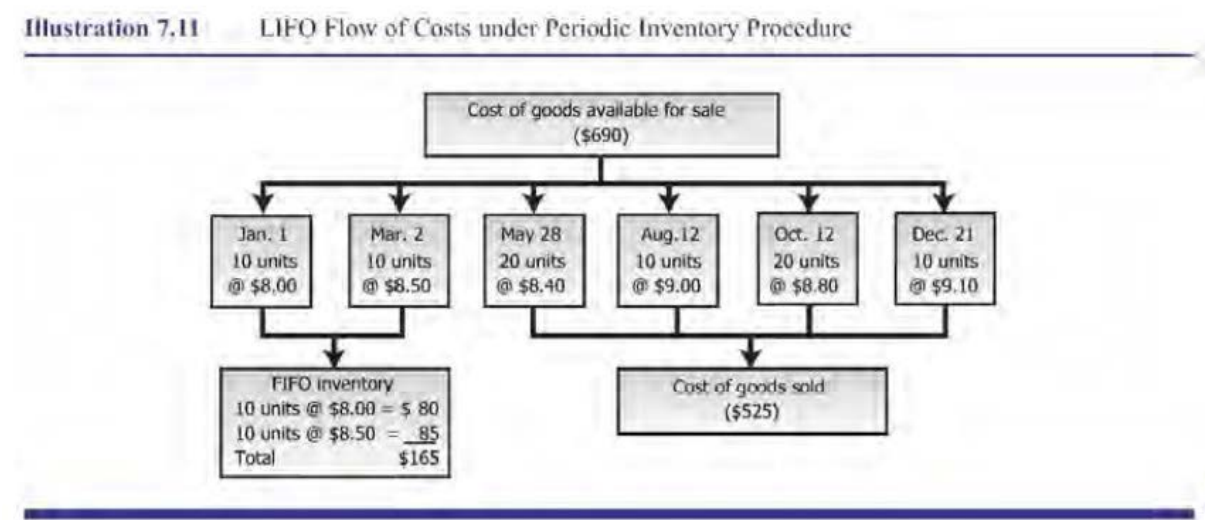 Illustration 7.11 LIFO Flow of Costs under Periodic Inventory Procedure
Cost of goods available for sale
($690)
Jan. 1
10 units
@ $8.00
Mar. 2
10 units
@ $8.50
May 28
20 units
@ $8.40
Aug.12
10 units
@ $9.00
Oct. 12
20 units
@ $8.80
Dec. 21
10 units
@ $9.10
FIFO inventory
10 units @ $8.00 = $ 80
10 units @ $8.50 = 85
Total $165
Cost of goods sold
($525)